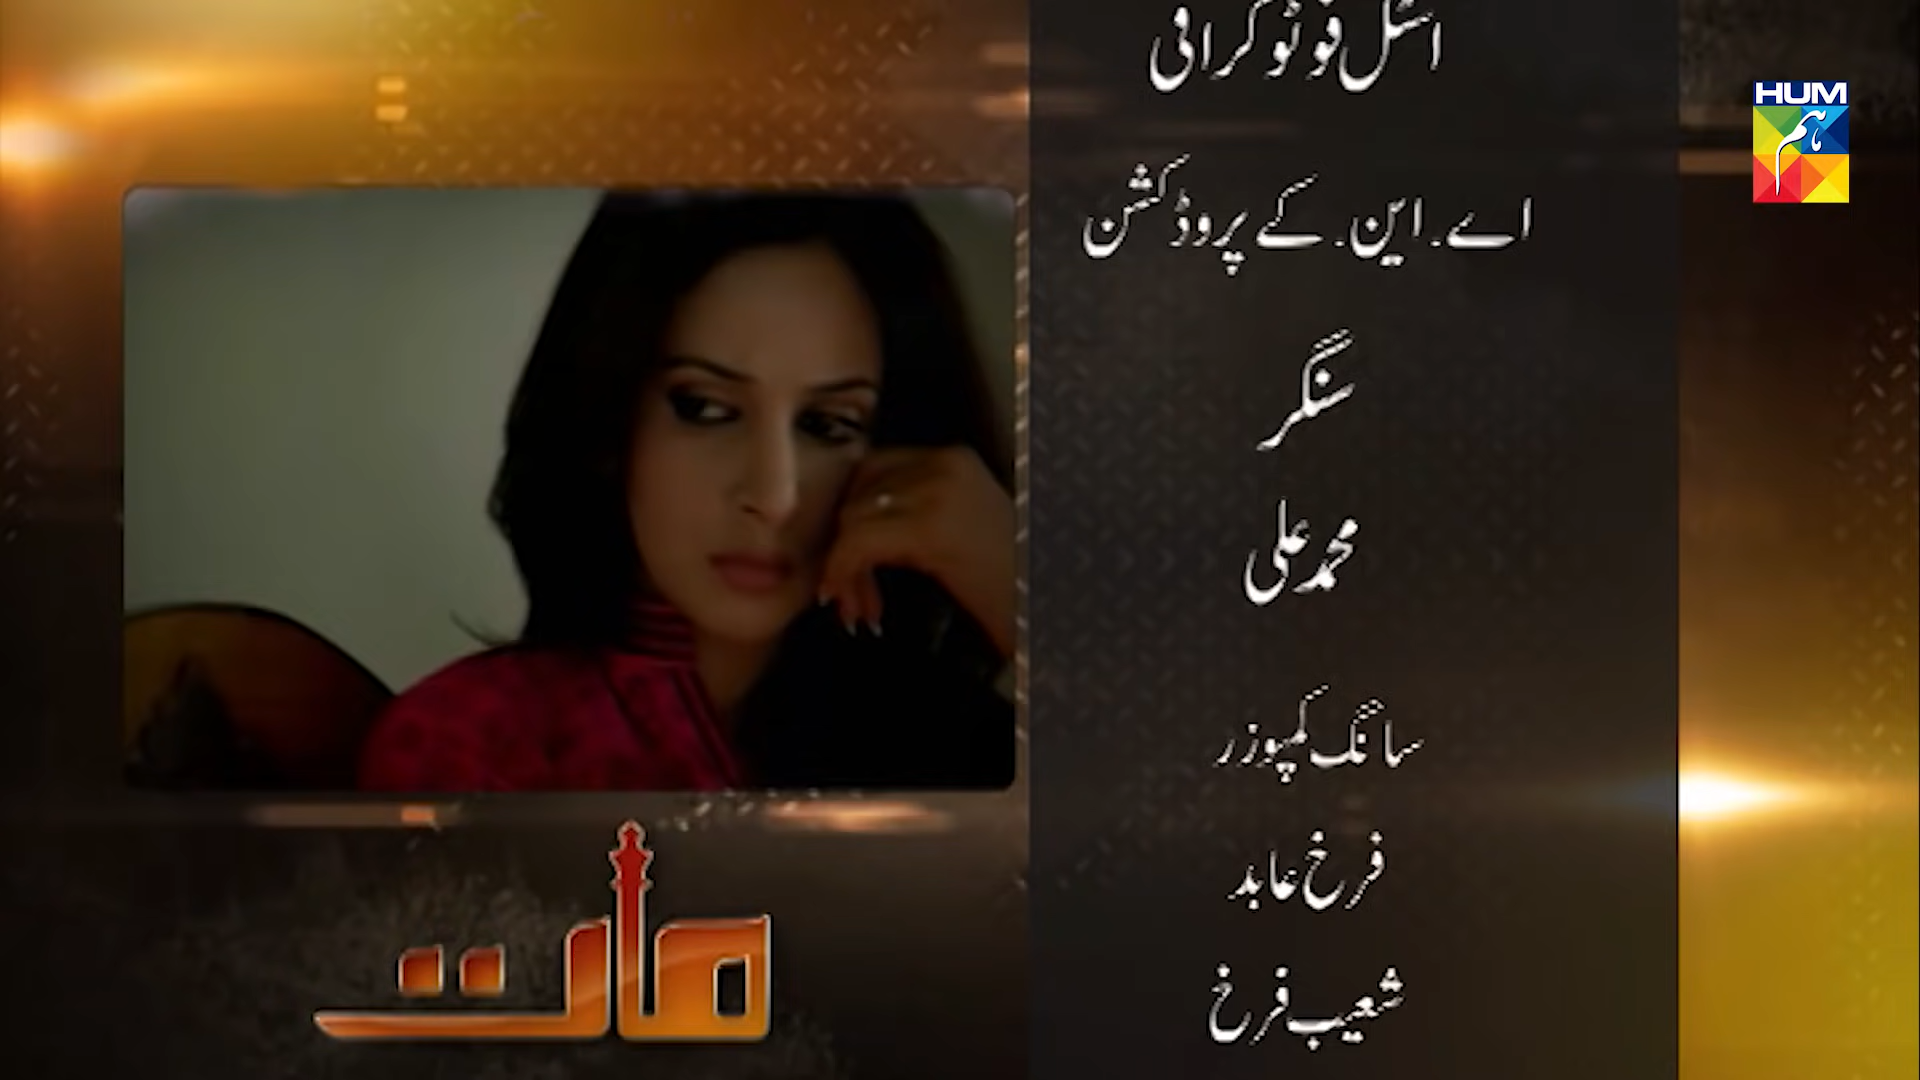 اسٹل فوٹوگرافی
HUM
ہم
اے۔این۔کے پروڈکشن
سنگر
محمد علی
سانگ کمپوزر
فرخ عابد
شعیب فرخ
مات